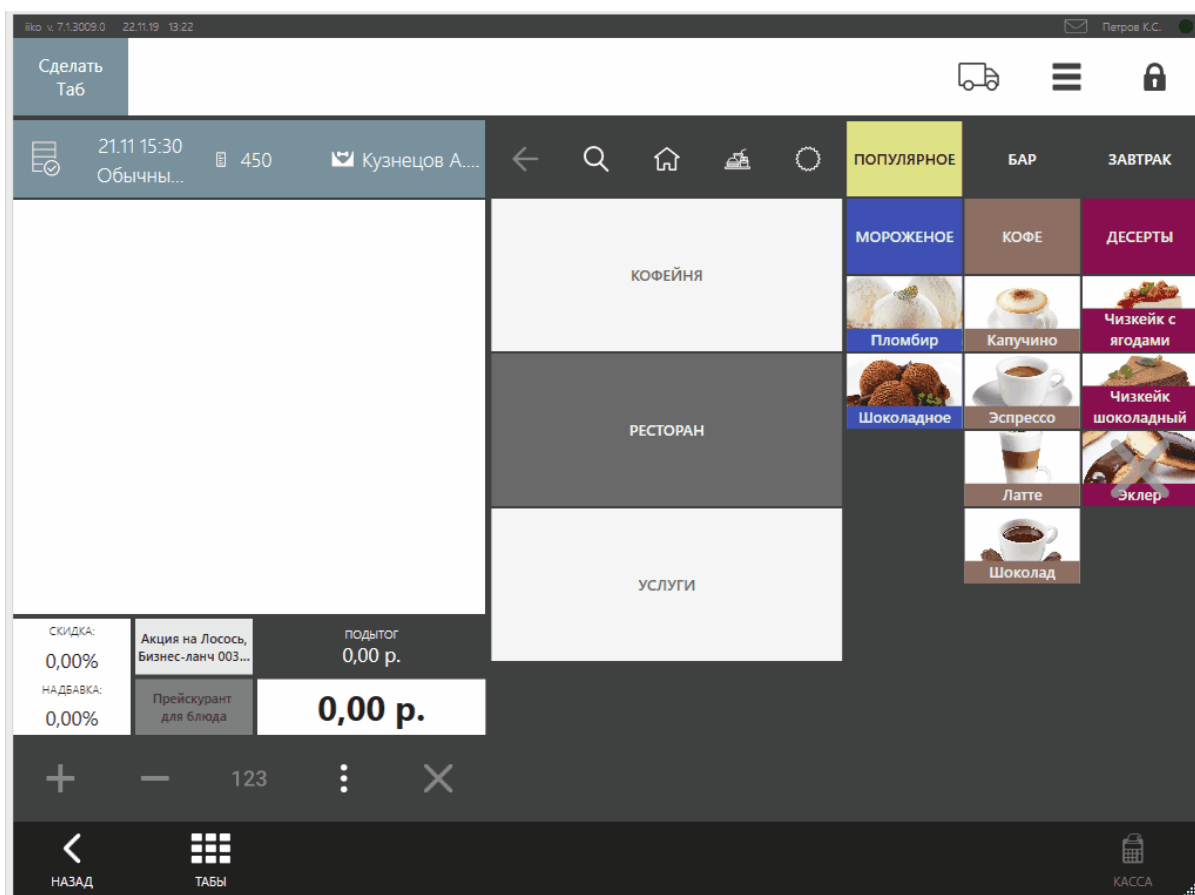 iiko v. 7.1.3009.0 22.11.19 13:22
Петров К.С.
Сделать
Таб
21.11 15:30
Обычны...
450
Кузнецов А....
ПОПУЛЯРНОЕ
БАР
ЗАВТРАК
КОФЕЙНЯ
РЕСТОРАН
УСЛУГИ
МОРОЖЕНОЕ
КОФЕ
ДЕСЕРТЫ
Пломбир
Капучино
Чизкейк с
ягодами
Шоколадное
Эспрессо
Чизкейк
шоколадный
Латте
Эклер
Шоколад
СКИДКА:
0,00%
Акция на Лосось,
Бизнес-ланч 003...
ПОДЫТОГ
0,00 р.
НАДБАВКА:
0,00%
Прейскурант
для блюда
0,00 р.
123
НАЗАД
ТАБЫ
КАССА